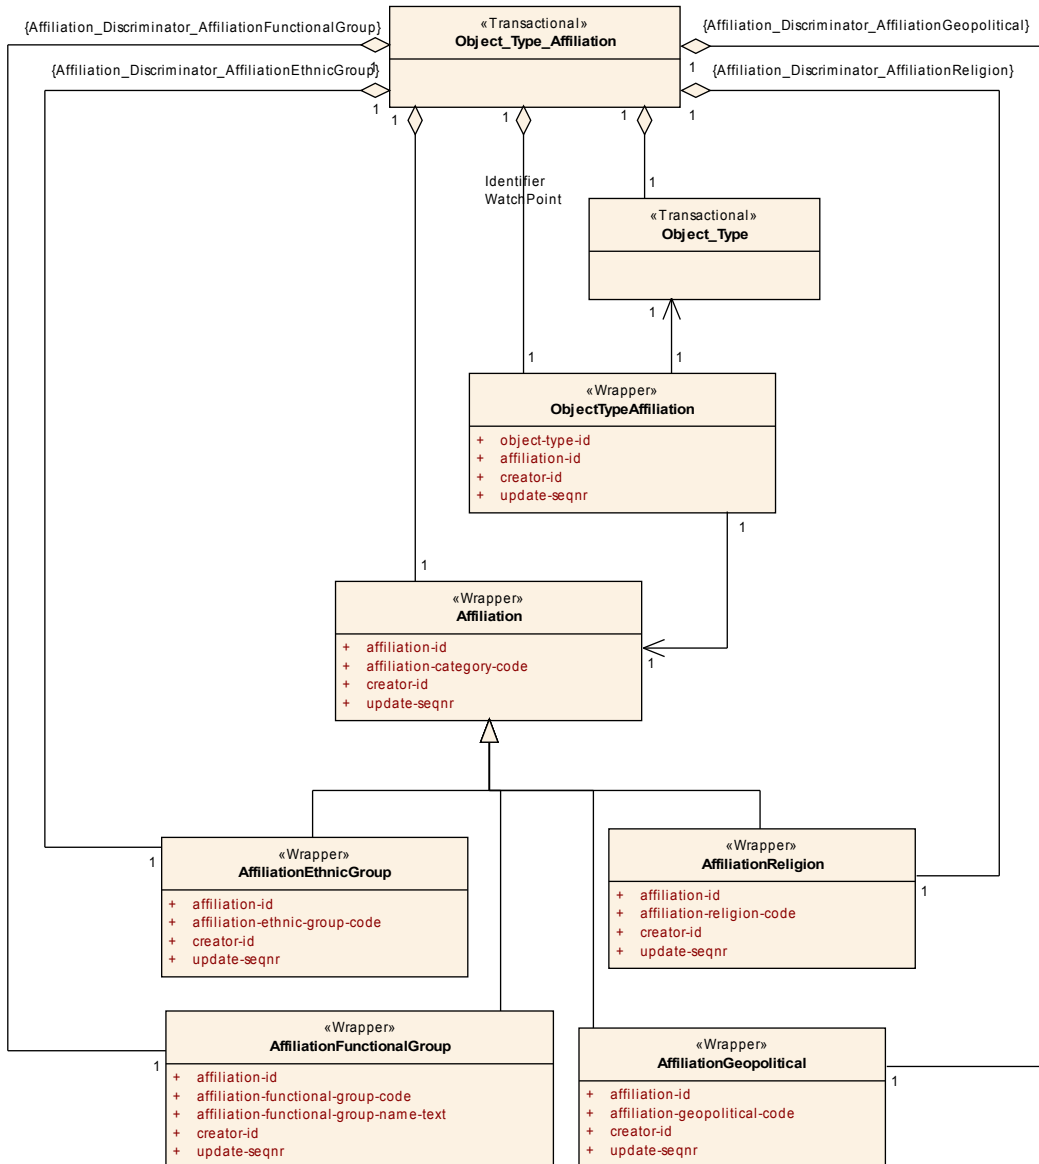 {Affiliation_Discriminator_AffiliationFunctionalGroup}
«Transactional»
Object_Type_Affiliation
{Affiliation_Discriminator_AffiliationGeopolitical}
1
1
{Affiliation_Discriminator_AffiliationEthnicGroup}
{Affiliation_Discriminator_AffiliationReligion}
1
1
1
1
1
1
Identifier
WatchPoint
1
«Transactional»
Object_Type
1
1
1
«Wrapper»
ObjectTypeAffiliation
+ object-type-id
+ affiliation-id
+ creator-id
+ update-seqnr
1
1
«Wrapper»
Affiliation
+ affiliation-id
+ affiliation-category-code
+ creator-id
+ update-seqnr
1
«Wrapper»
AffiliationEthnicGroup
+ affiliation-id
+ affiliation-ethnic-group-code
+ creator-id
+ update-seqnr
1
«Wrapper»
AffiliationReligion
+ affiliation-id
+ affiliation-religion-code
+ creator-id
+ update-seqnr
1
«Wrapper»
AffiliationFunctionalGroup
+ affiliation-id
+ affiliation-functional-group-code
+ affiliation-functional-group-name-text
+ creator-id
+ update-seqnr
1
«Wrapper»
AffiliationGeopolitical
+ affiliation-id
+ affiliation-geopolitical-code
+ creator-id
+ update-seqnr
1